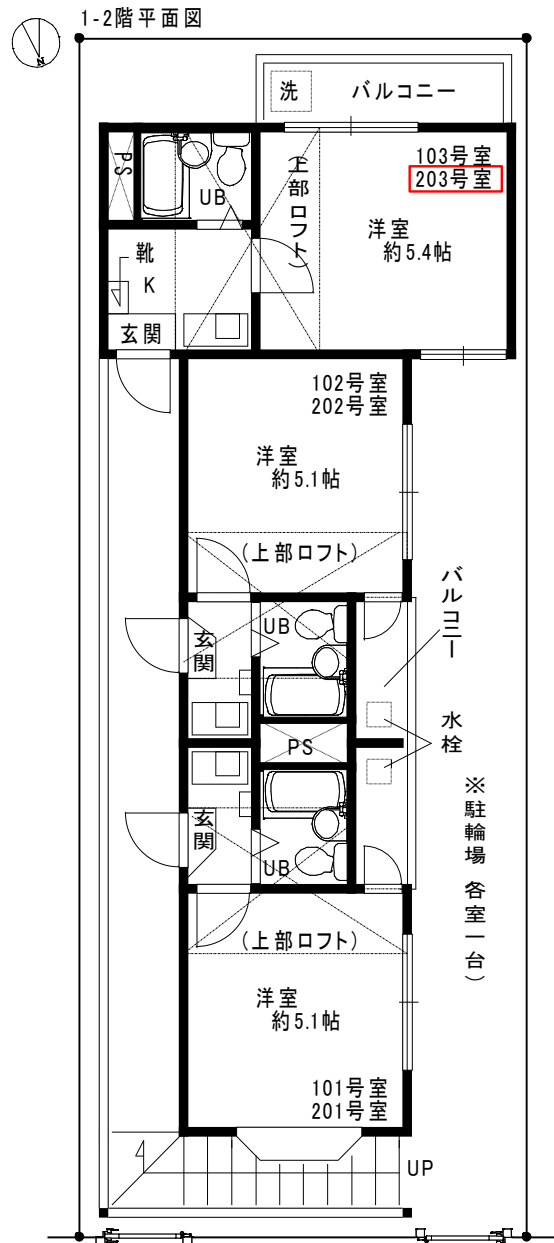 1-2階平面図
N
洗
バルコニー
PS
UB
(上部ロフト)
103号室
203号室
洋室
約5.4帖
靴
K
玄関
102号室
202号室
洋室
約5.1帖
(上部ロフト)
バルコニー
玄関
UB
水栓
PS
玄関
UB
※駐輪場 各室一台)
(上部ロフト)
洋室
約5.1帖
101号室
201号室
UP